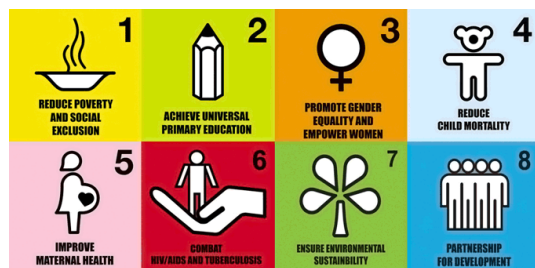 1
REDUCE POVERTY
AND SOCIAL
EXCLUSION
2
ACHIEVE UNIVERSAL
PRIMARY EDUCATION
3
PROMOTE GENDER
EQUALITY AND
EMPOWER WOMEN
4
REDUCE
CHILD MORTALITY
5
IMPROVE
MATERNAL HEALTH
6
COMBAT
HIV/AIDS AND TUBERCULOSIS
7
ENSURE ENVIRONMENTAL
SUSTAINBILITY
8
PARTNERSHIP
FOR DEVELOPMENT